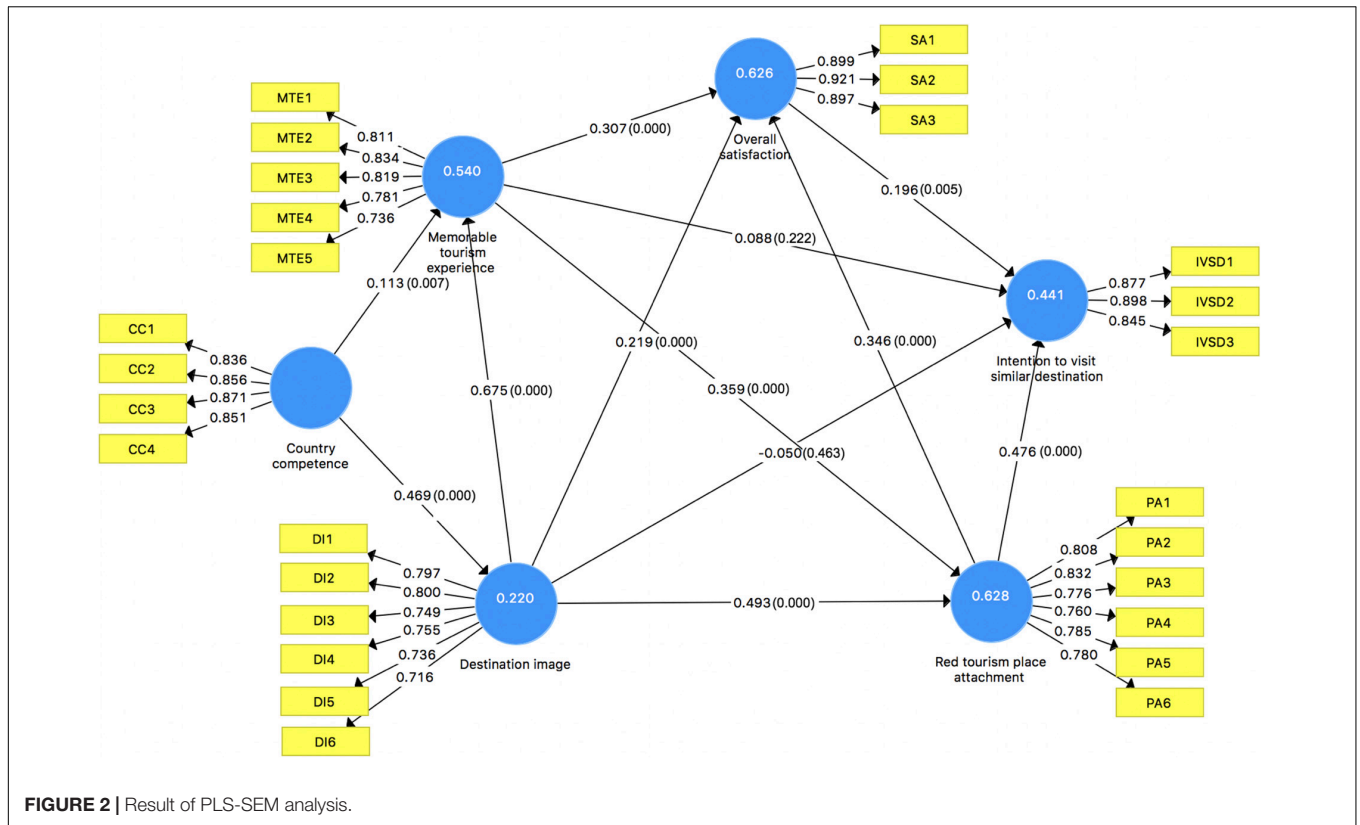 SA1
0.899
0.626
0.921
SA2
0.897
SA3
Overall
satisfaction
MTE1
0.811
MTE2
0.834
MTE3
0.819
0.540
MTE4
0.781
0.736
MTE5
Memorable
tourism
experience
0.307(0.000)
0.196(0.005)
0.088(0.222)
0.113(0.007)
IVSD1
0.877
0.441
0.898
IVSD2
0.845
IVSD3
Intention to visit
similar destination
CC1
0.836
CC2
0.856
CC3
0.871
CC4
0.851
Country
competence
0.219(0.000)
0.346(0.000)
0.675(0.000)
0.359(0.000)
-0.050(0.463)
0.476(0.000)
0.469(0.000)
DI1
0.797
DI2
0.800
DI3
0.749
0.755
DI4
0.736
0.716
DI5
DI6
0.220
Destination image
0.493(0.000)
PA1
0.808
PA2
0.832
PA3
0.776
0.628
0.760
PA4
0.785
PA5
0.780
PA6
Red tourism place
attachment
FIGURE 2 | Result of PLS-SEM analysis.